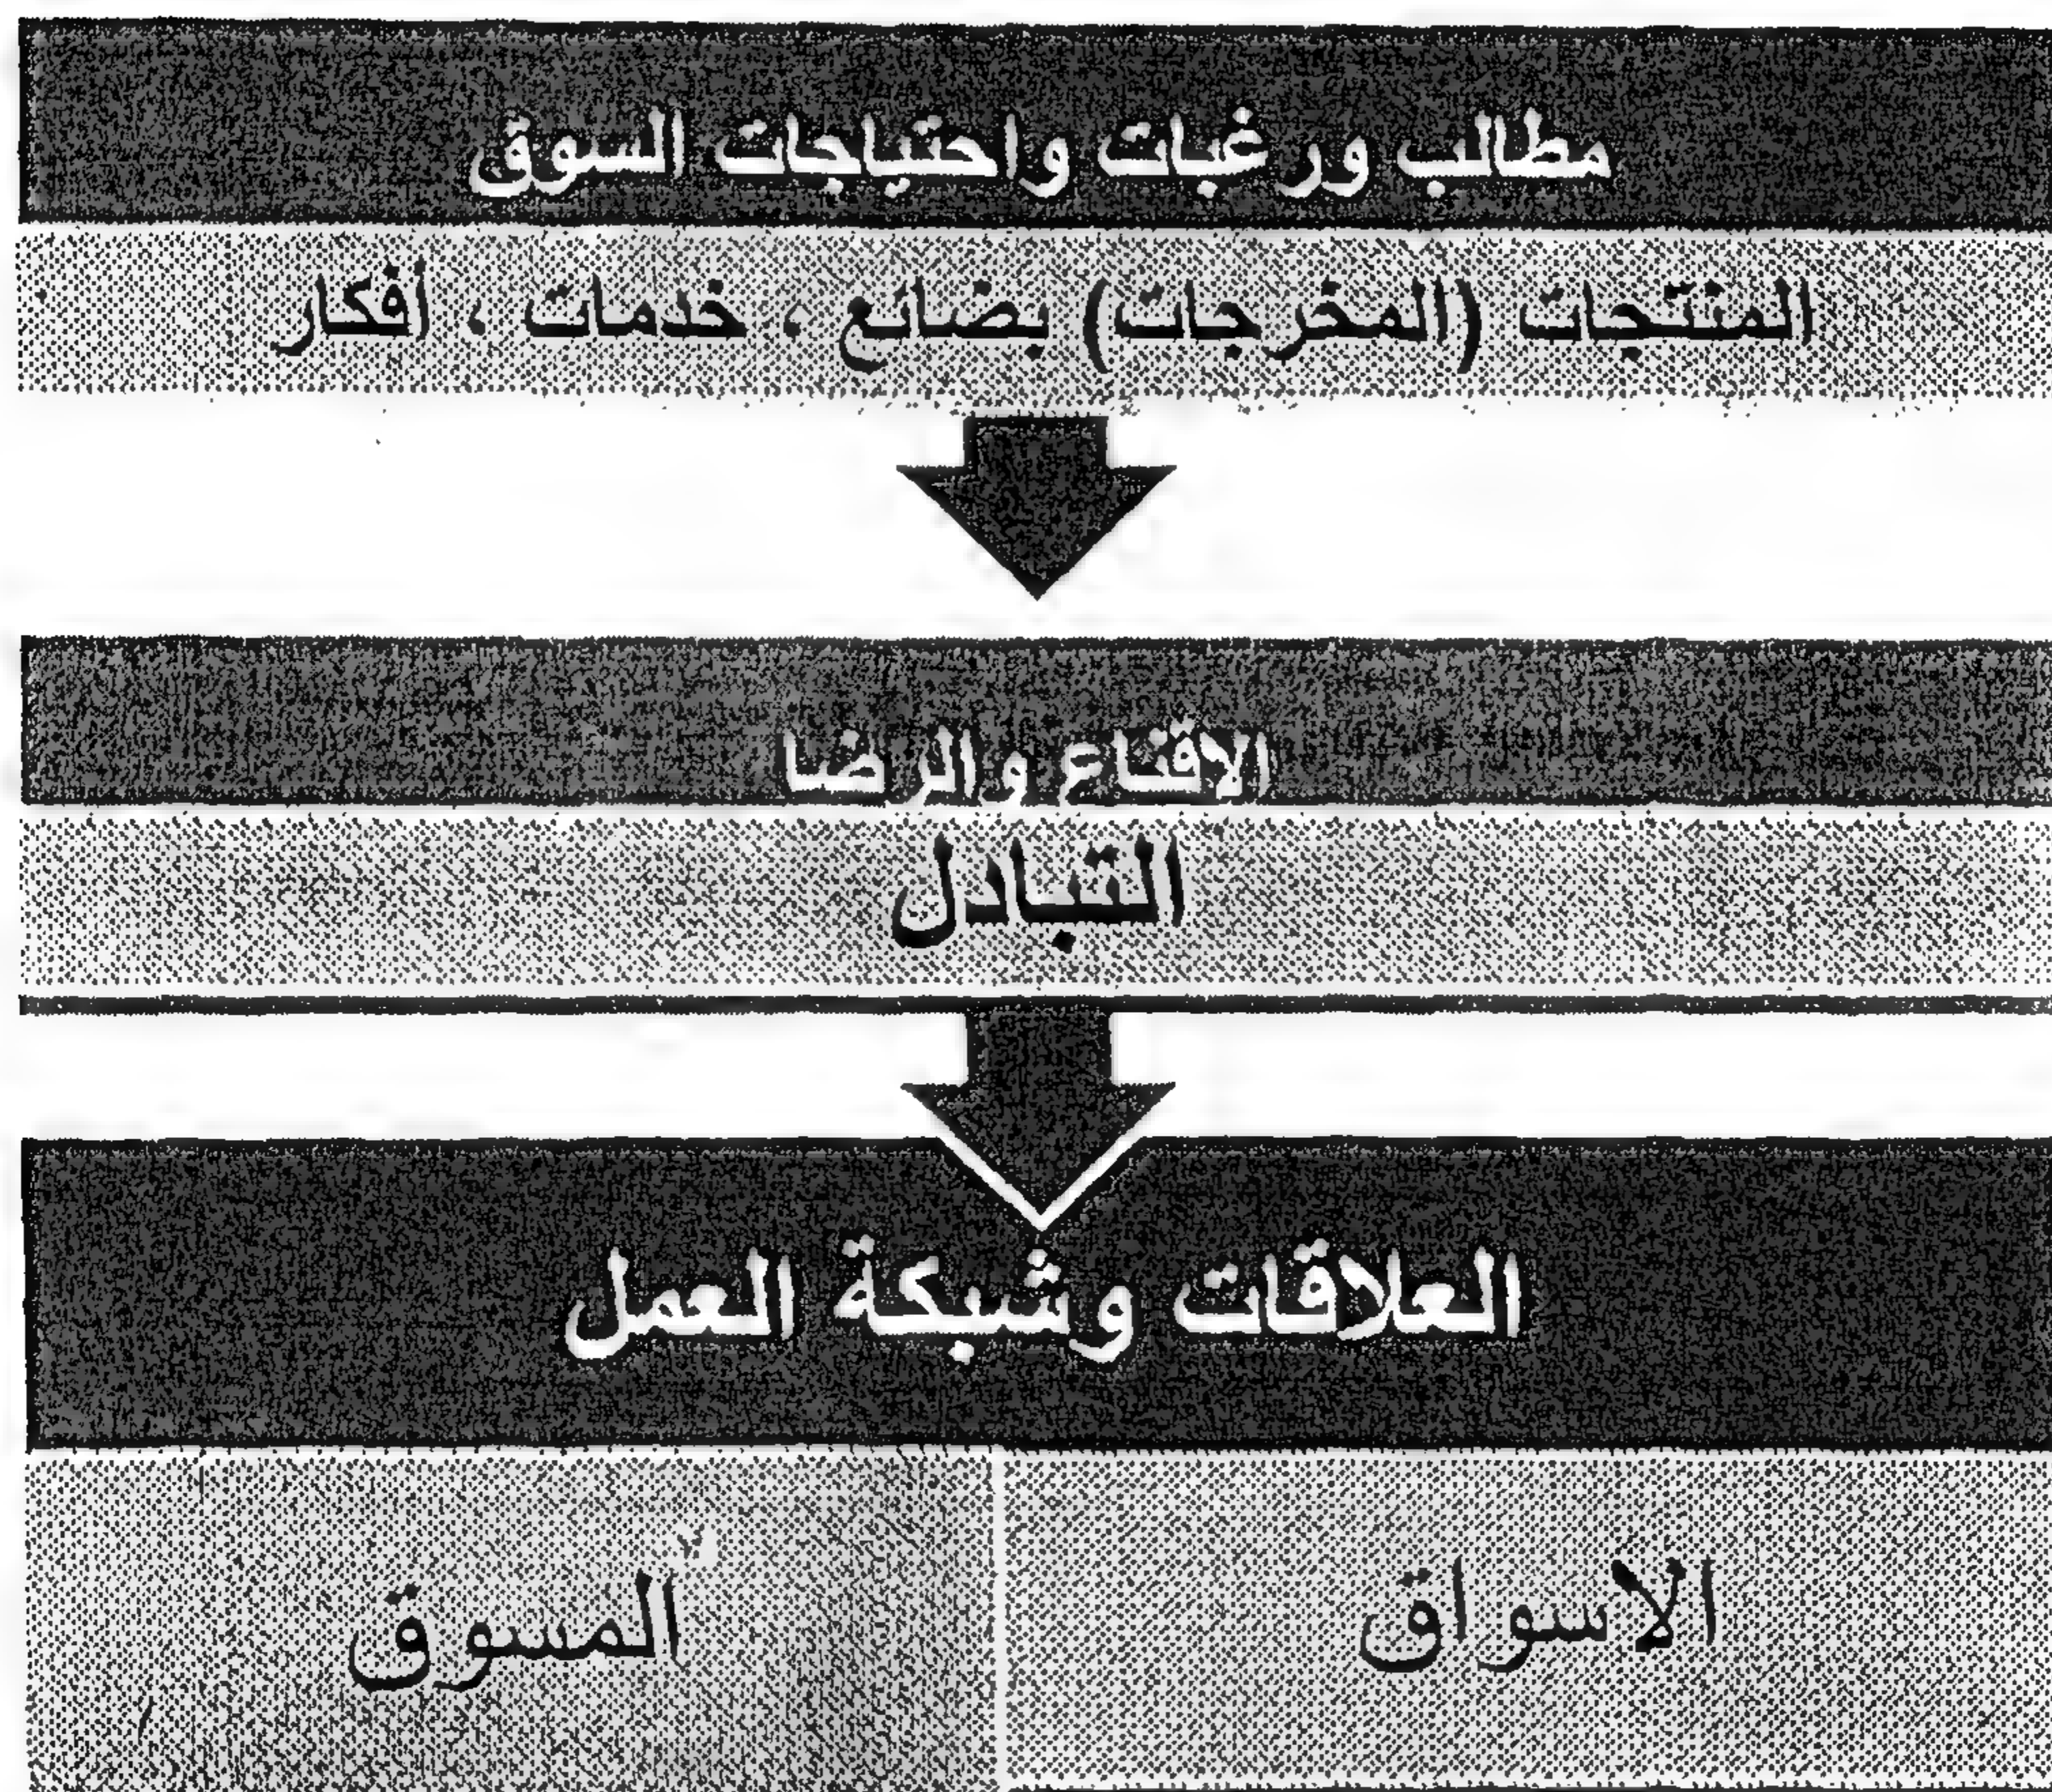 مطالب ورغبات واحتياجات السوق
المنتجات (المخرجات) بضائع ، خدمات ، أفكار
الاقناع والرضا
التبادل
العلاقات وشبكة العمل
الاسواق
المسوق